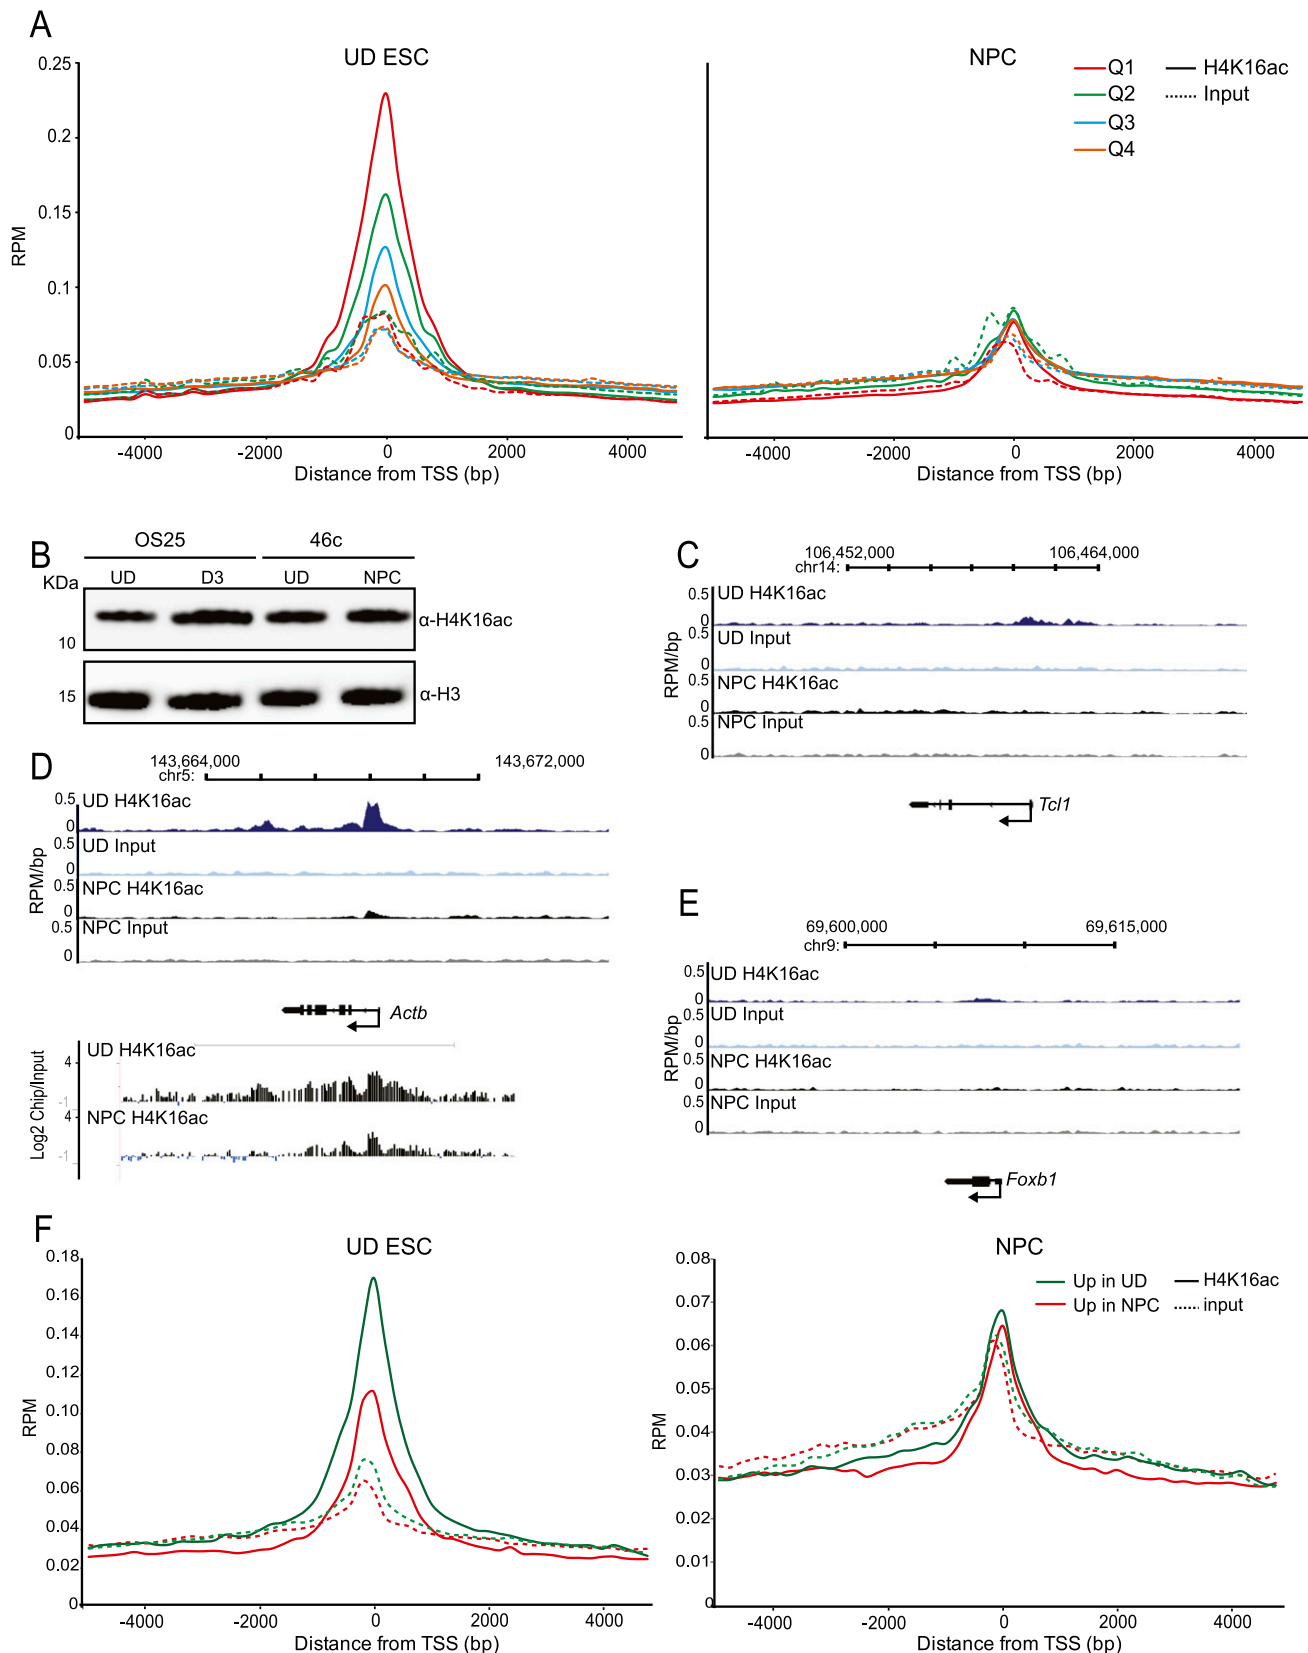 A
UD ESC
NPC
0.25
0.2
0.15
0.1
0.05
0
RPM
-4000
-2000
0
2000
4000
Distance from TSS (bp)
Q1
Q2
Q3
Q4
H4K16ac
Input
-4000
-2000
0
2000
4000
Distance from TSS (bp)
B
OS25
46c
KDa
UD
D3
UD
NPC
10
15
α-H4K16ac
α-H3
C
106,452,000
106,464,000
chr14:
RPM/bp
0.5
UD H4K16ac
0
0.5
UD Input
0
0.5
NPC H4K16ac
0
0.5
NPC Input
0
Tcl1
D
143,664,000
143,672,000
chr5:
RPM/bp
0.5
UD H4K16ac
0
0.5
UD Input
0
0.5
NPC H4K16ac
0
0.5
NPC Input
0
Actb
Log2 Chip/Input
UD H4K16ac
4
-1
4
NPC H4K16ac
-1
E
69,600,000
69,615,000
chr9:
RPM/bp
0.5
UD H4K16ac
0
0.5
UD Input
0
0.5
NPC H4K16ac
0
0.5
NPC Input
0
Foxb1
F
UD ESC
NPC
0.18
0.16
0.14
0.12
0.10
0.08
0.06
0.04
0.02
0
RPM
-4000
-2000
0
2000
4000
Distance from TSS (bp)
0.08
0.07
0.06
0.05
0.04
0.03
0.02
0.01
0
RPM
Up in UD
Up in NPC
H4K16ac
input
-4000
-2000
0
2000
4000
Distance from TSS (bp)